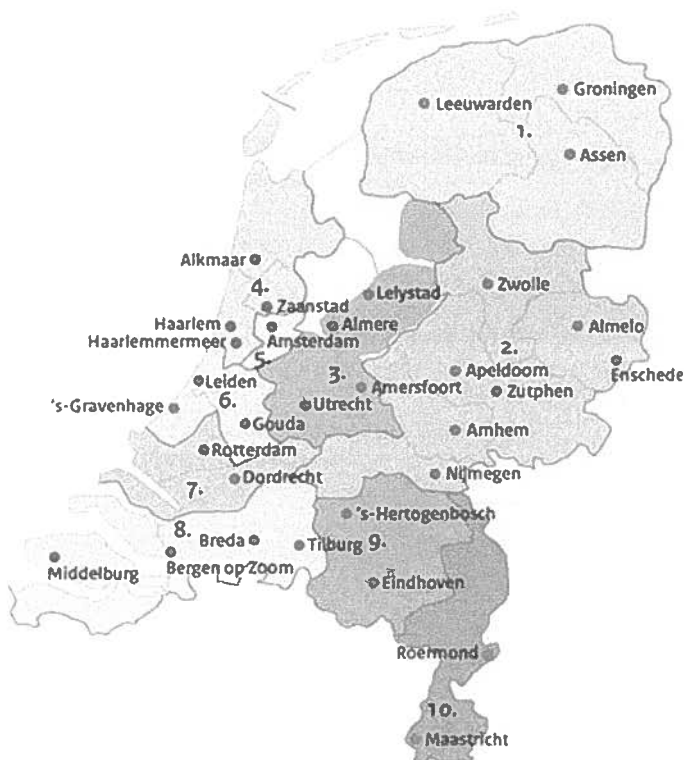 Groningen
Leeuwarden
1.
Assen
Alkmaar
Zwolle
4.
Lelystad
Zaanstad
Haarlem
Almere
Almelo
Haarlemmermeer
Amsterdam
2.
5.
Enschede
3.
Apeldoorn
Leiden
Amersfoort
Zutphen
6.
's-Gravenhage
Utrecht
Gouda
Arnhem
Rotterdam
Nijmegen
Dordrecht
7.
's-Hertogenbosch
8.
Breda
Tilburg
9.
Bergen op Zoom
Middelburg
Eindhoven
Roermond
10.
Maastricht